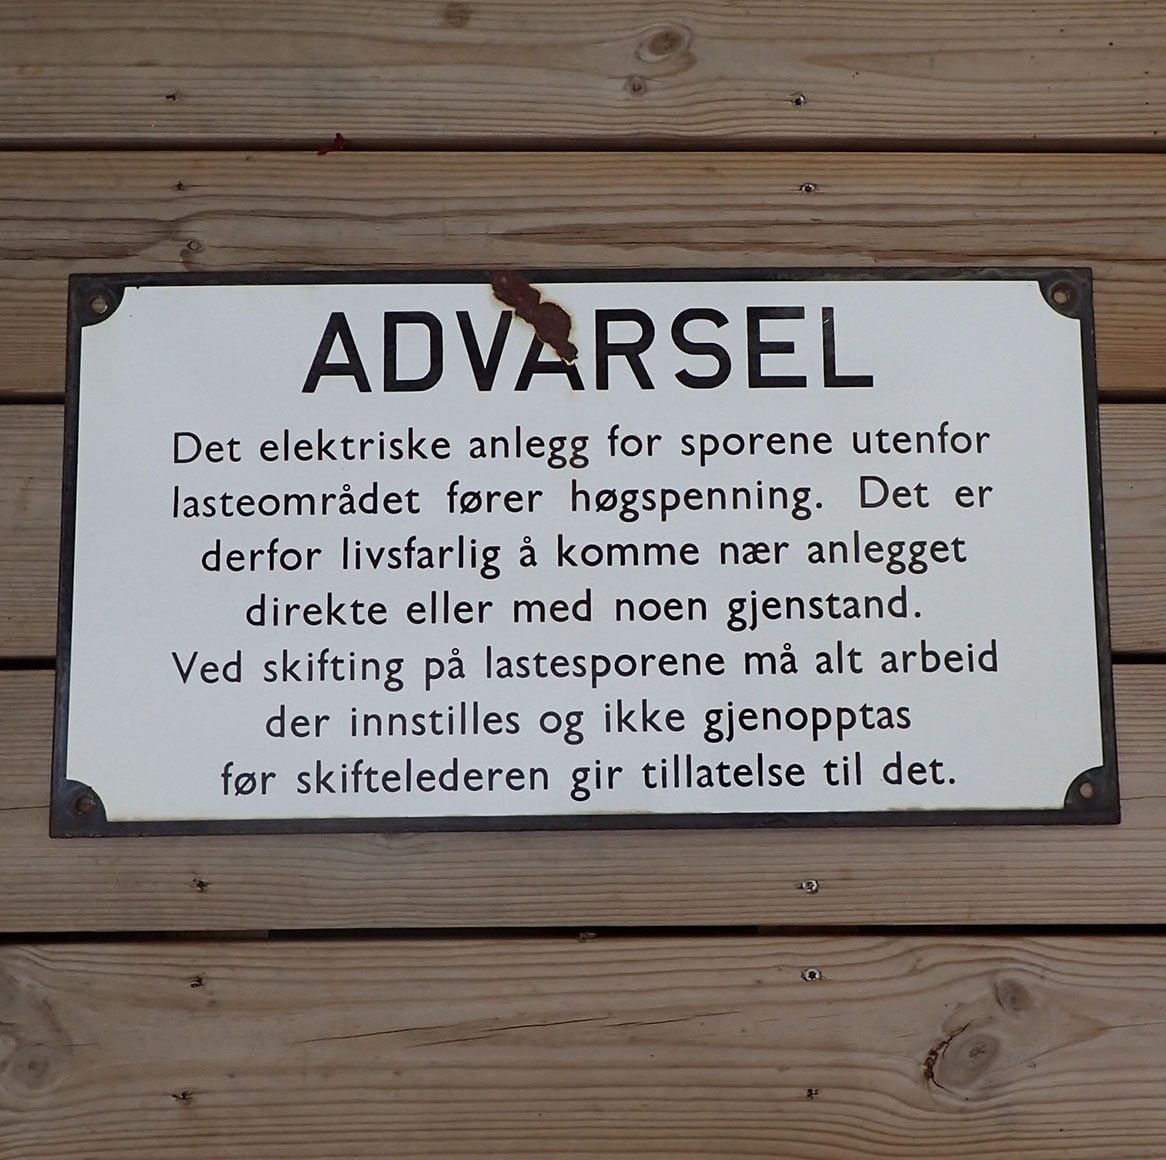 ADVARSEL
Det elektriske anlegg for sporene utenfor
lasteområdet fører høgspenning. Det er
derfor livsfarlig å komme nær anlegget
direkte eller med noen gjenstand.
Ved skifting på lastesporene må alt arbeid
der innstilles og ikke gjenopptas
før skiftelederen gir tillatelse til det.